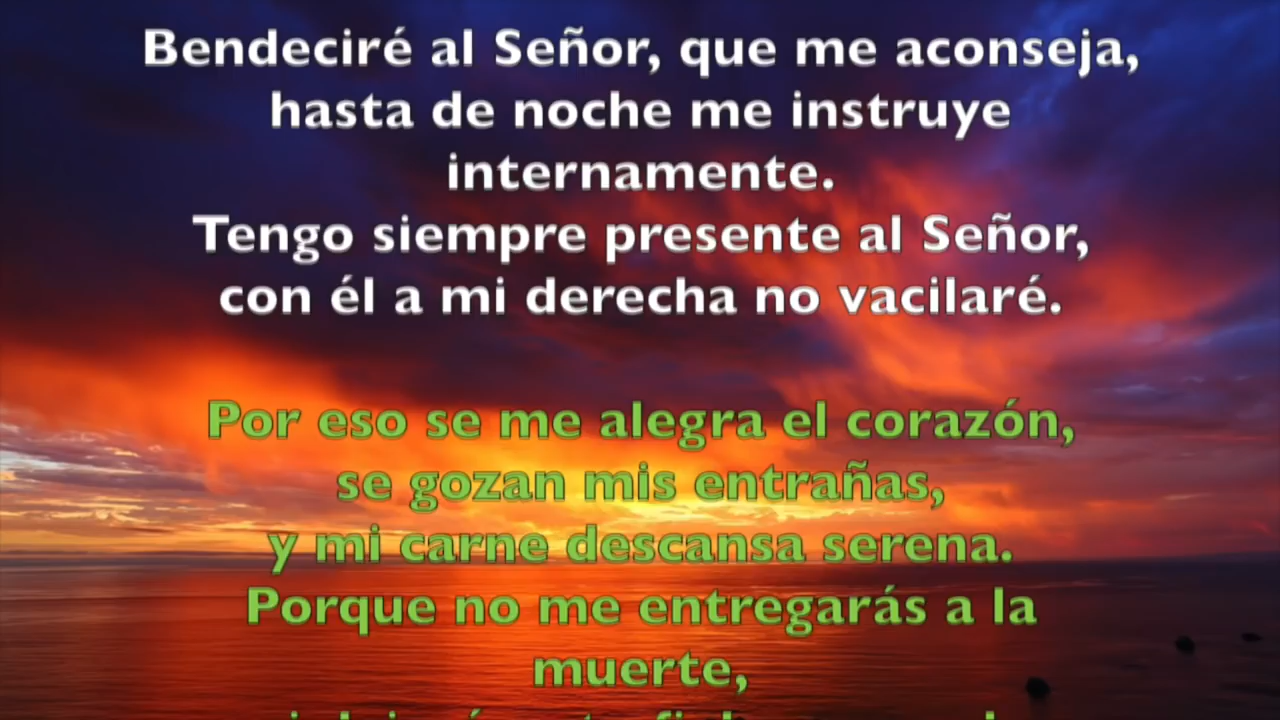 Bendeciré al Señor, que me aconseja,
hasta de noche me instruye
internamente.
Tengo siempre presente al Señor,
con él a mi derecha no vacilaré.
Por eso se me alegra el corazón,
se gozan mis entrañas,
y mi carne descansa serena.
Porque no me entregarás a la
muerte,